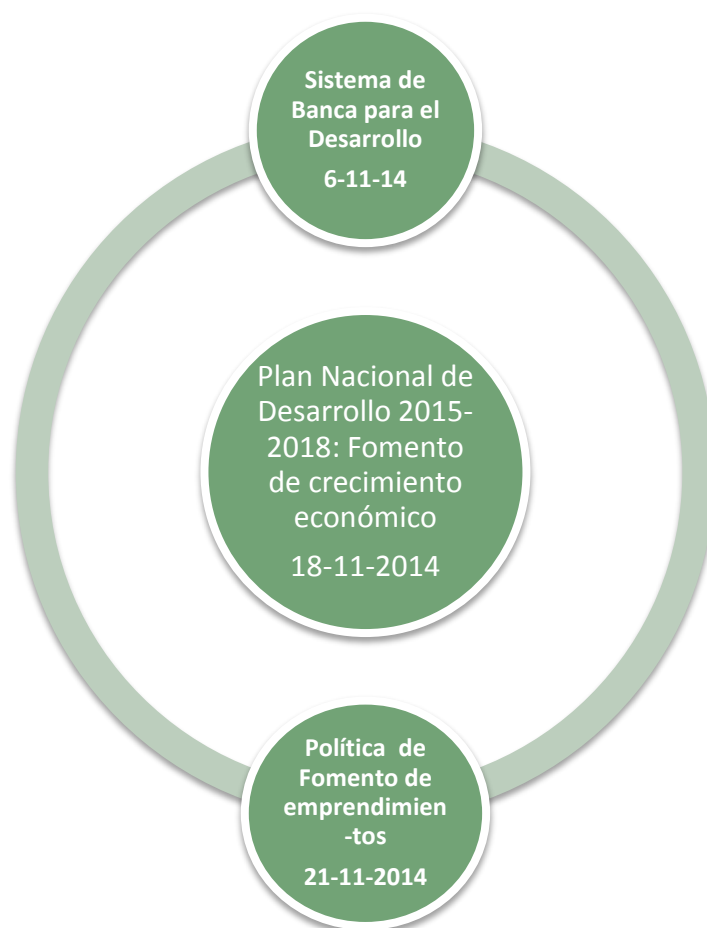 Sistema de
Banca para el
Desarrollo
6-11-14
Plan Nacional de
Desarrollo 2015-
2018: Fomento
de crecimiento
económico
18-11-2014
Política  de
Fomento de
emprendimien
-tos
21-11-2014